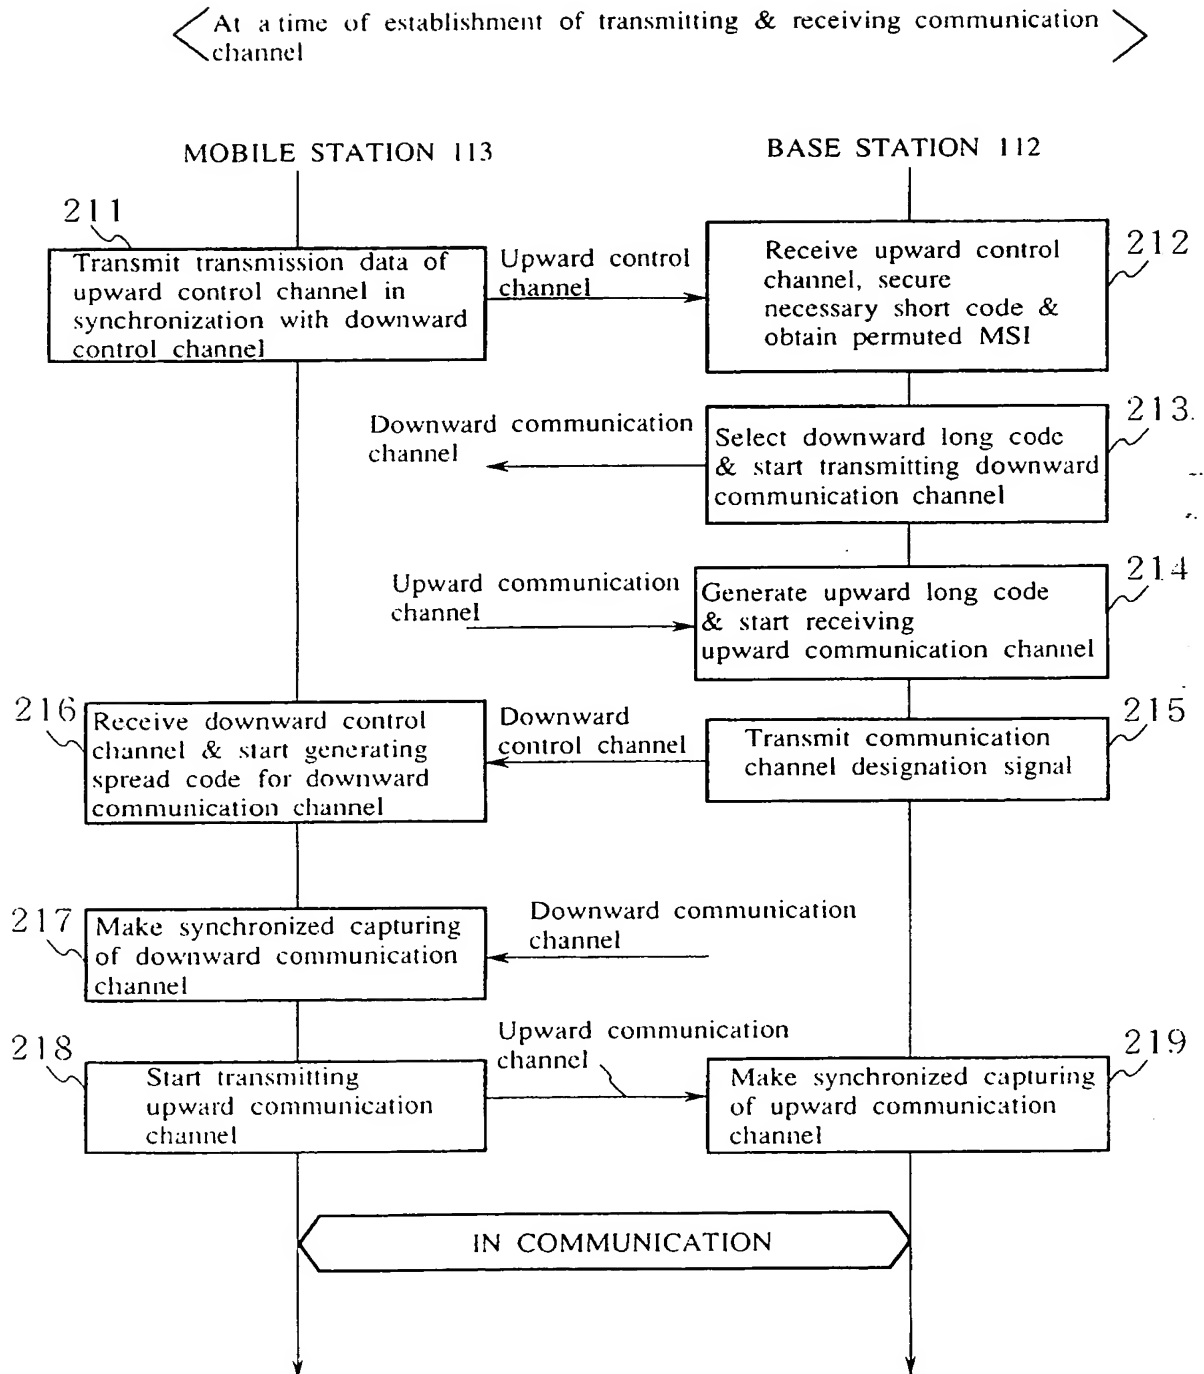 At a time of establishment of transmitting & receiving communication
channel
MOBILE STATION 113
BASE STATION 112
211
Transmit transmission data of
upward control channel in
synchronization with downward
control channel
Upward control
channel
212
Receive upward control
channel, secure
necessary short code &
obtain permuted MSI
213
Downward communication
channel
Select downward long code
& start transmitting downward
communication channel
214
Upward communication
channel
Generate upward long code
& start receiving
upward communication channel
216
Receive downward control
channel & start generating
spread code for downward
communication channel
Downward
control channel
215
Transmit communication
channel designation signal
217
Make synchronized capturing
of downward communication
channel
Downward communication
channel
218
Start transmitting
upward communication
channel
Upward communication
channel
219
Make synchronized capturing
of upward communication
channel
IN COMMUNICATION